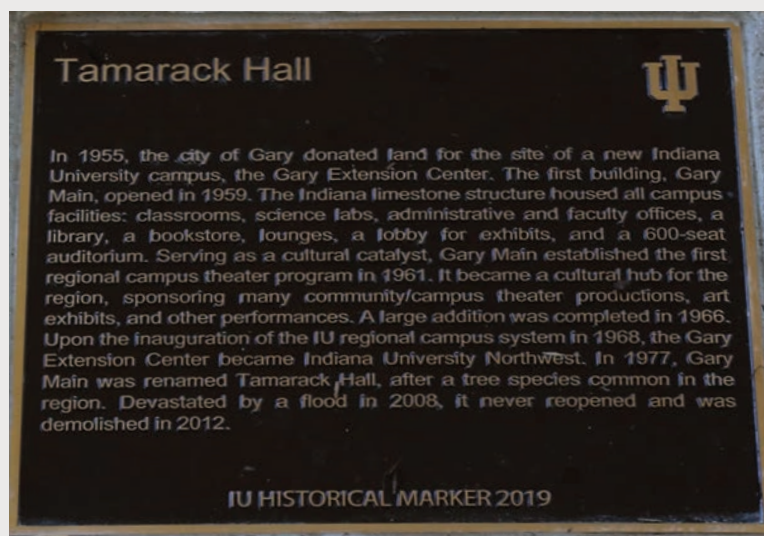 Tamarack Hall
In 1955, the city of Gary donated land for the site of a new Indiana
University campus, the Gary Extension Center. The first building, Gary
Main, opened in 1959. The Indiana limestone structure housed all campus
facilities: classrooms, science labs, administrative and faculty offices, a
library, a bookstore, lounges, a lobby for exhibits, and a 600-seat
auditorium. Serving as a cultural catalyst, Gary Main established the first
regional campus theater program in 1961. It became a cultural hub for the
region, sponsoring many community/campus theater productions, art
exhibits, and other performances. A large addition was completed in 1966.
Upon the inauguration of the IU regional campus system in 1968, the Gary
Extension Center became Indiana University Northwest. In 1977, Gary
Main was renamed Tamarack Hall, after a tree species common in the
region. Devastated by a flood in 2008, it never reopened and was
demolished in 2012.
IU HISTORICAL MARKER 2019